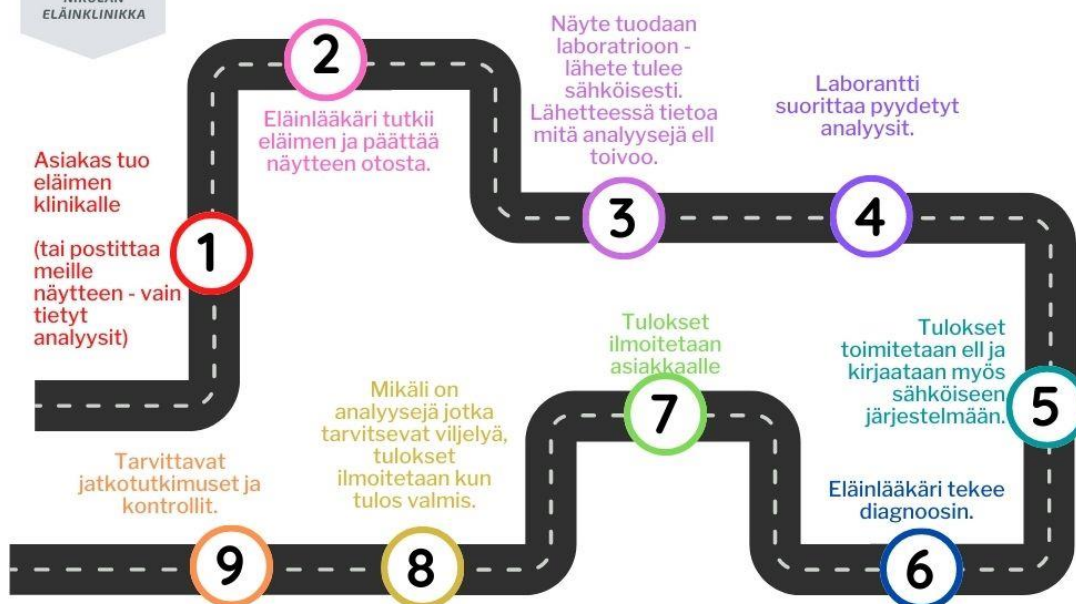 NIKULAN
ELÄINKLINIKKA
1
Asiakas tuo
eläimen
klinikalle
(tai postittaa
meille
näytteen - vain
tietyt
analyysit)
2
Eläinlääkäri tutkii
eläimen ja päättää
näytteen otosta.
3
Näyte tuodaan
laboratrioon -
lähete tulee
sähköisesti.
Lähetteessä tietoa
mitä analyysejä ell
toivoo.
4
Laborantti
suorittaa pyydetyt
analyysit.
5
Tulokset
toimitetaan ell ja
kirjataan myös
sähköiseen
järjestelmään.
6
Eläinlääkäri tekee
diagnoosin.
7
Tulokset
ilmoitetaan
asiakkaalle
8
Mikäli on
analyysejä jotka
tarvitsevat viljelyä,
tulokset
ilmoitetaan kun
tulos valmis.
9
Tarvittavat
jatkotutkimuset ja
kontrollit.